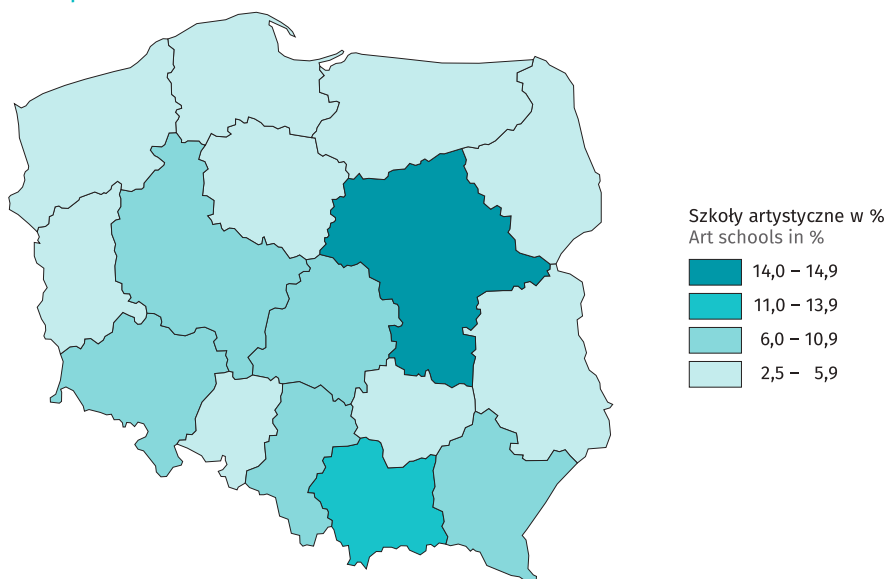 Szkoły artystyczne w %
Art schools in %
14,0 – 14,9
11,0 – 13,9
6,0 – 10,9
2,5 – 5,9